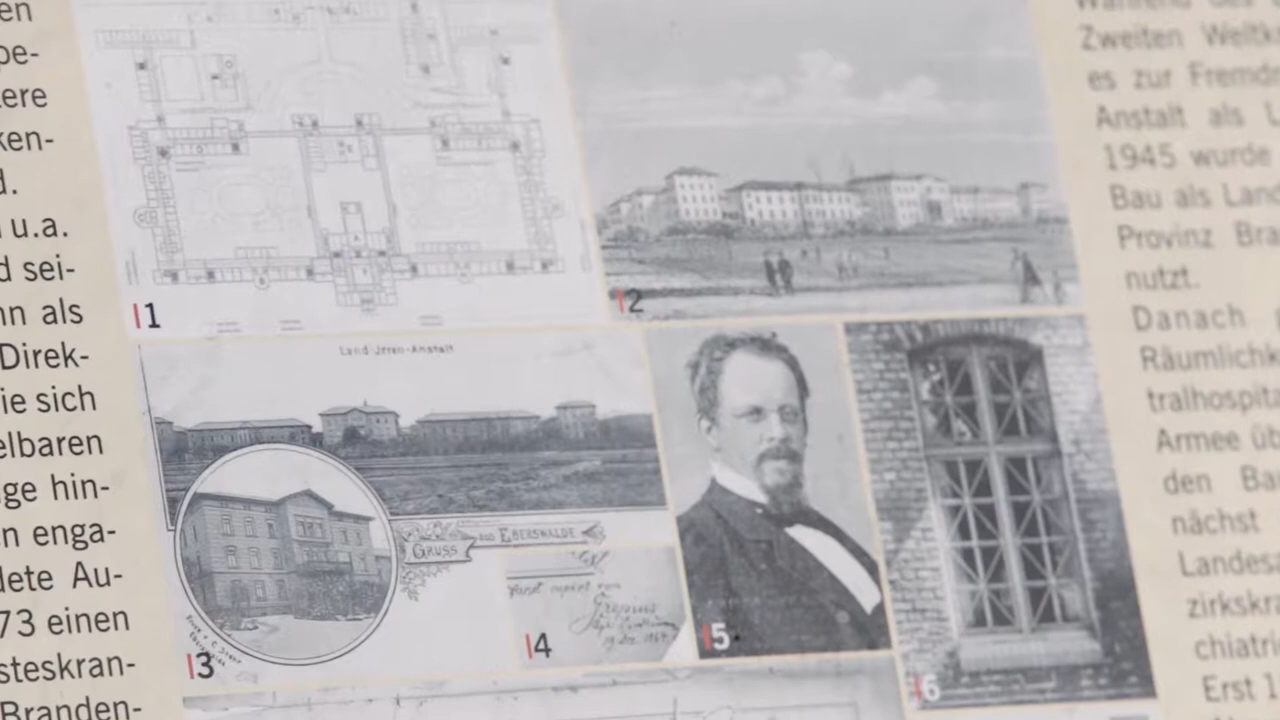 en
pe-
ere
ken-
d.
u.a.
d sei-
nn als
Direk-
ie sich
elbaren
ge hin-
n enga-
dete Au-
73 einen
steskran-
Branden-
1
2
Land-Irren-Anstalt
GRUSS
aus EBERSWALDE
3
Gropius
4
5
6
Zweiten Weltk
es zur Fremd
Anstalt als L
1945 wurde
Bau als Land
Provinz Bra
nutzt.
Danach
Räumlichk
tralhospita
Armee üb
den Ba
nächst
Landesa
zirkskra
chiatri
Erst 1